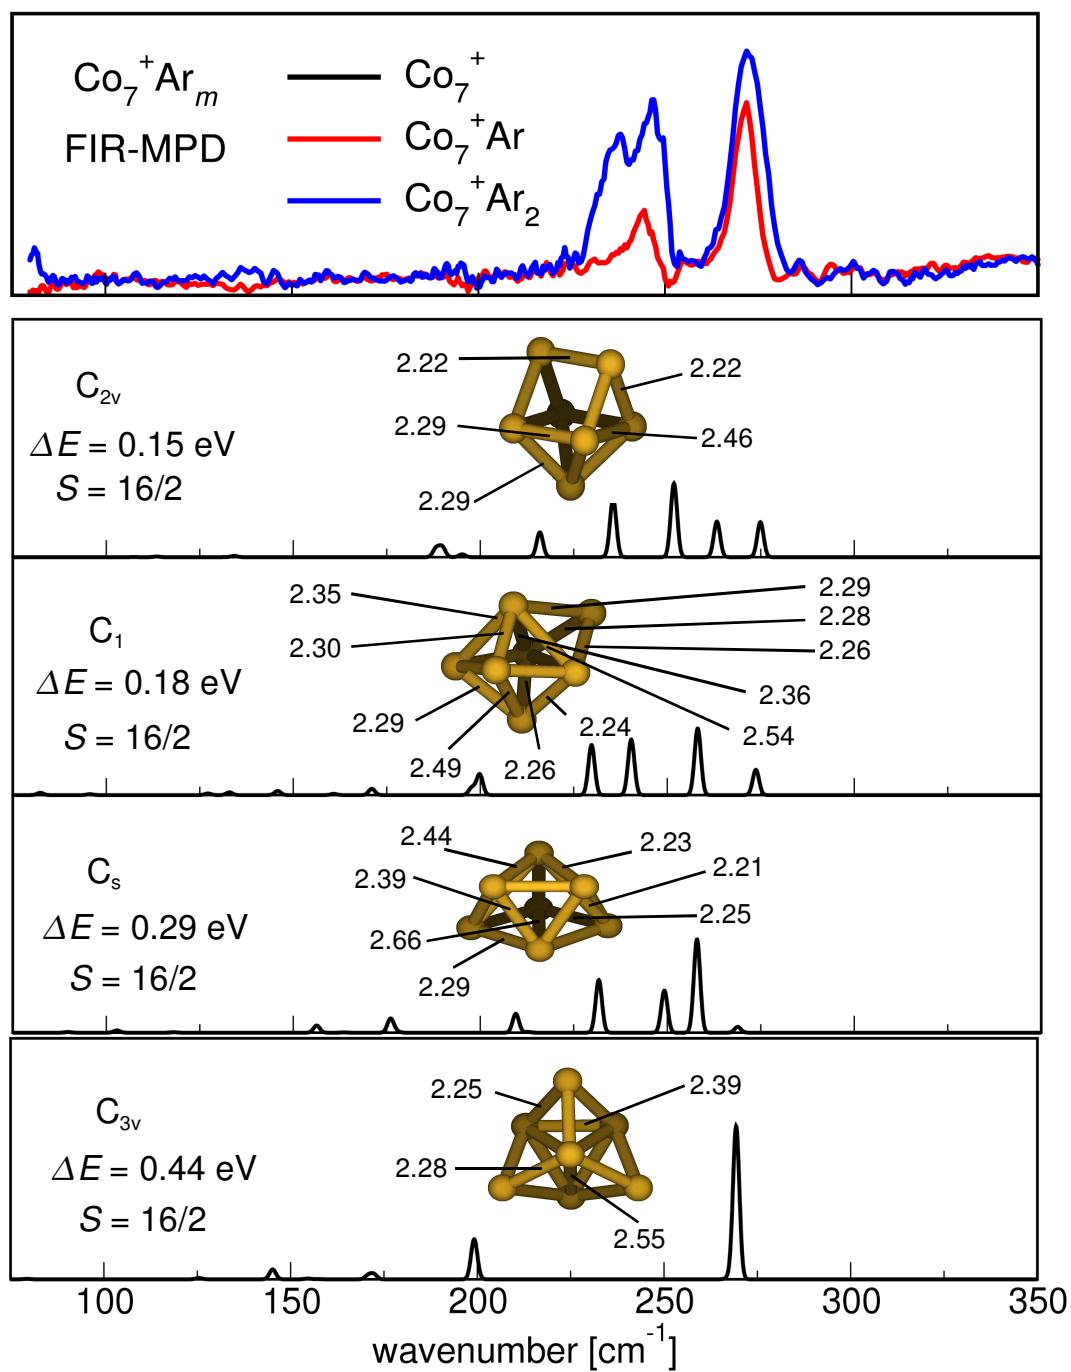 Co7+Arm
FIR-MPD
Co7+
Co7+Ar
Co7+Ar2
C2v
ΔE = 0.15 eV
S = 16/2
2.22
2.22
2.29
2.46
2.29
C1
ΔE = 0.18 eV
S = 16/2
2.35
2.29
2.28
2.30
2.26
2.36
2.29
2.24
2.54
2.49
2.26
Cs
ΔE = 0.29 eV
S = 16/2
2.44
2.23
2.39
2.21
2.25
2.66
2.29
C3v
ΔE = 0.44 eV
S = 16/2
2.25
2.39
2.28
2.55
100 150 200 250 300 350
wavenumber [cm-1]